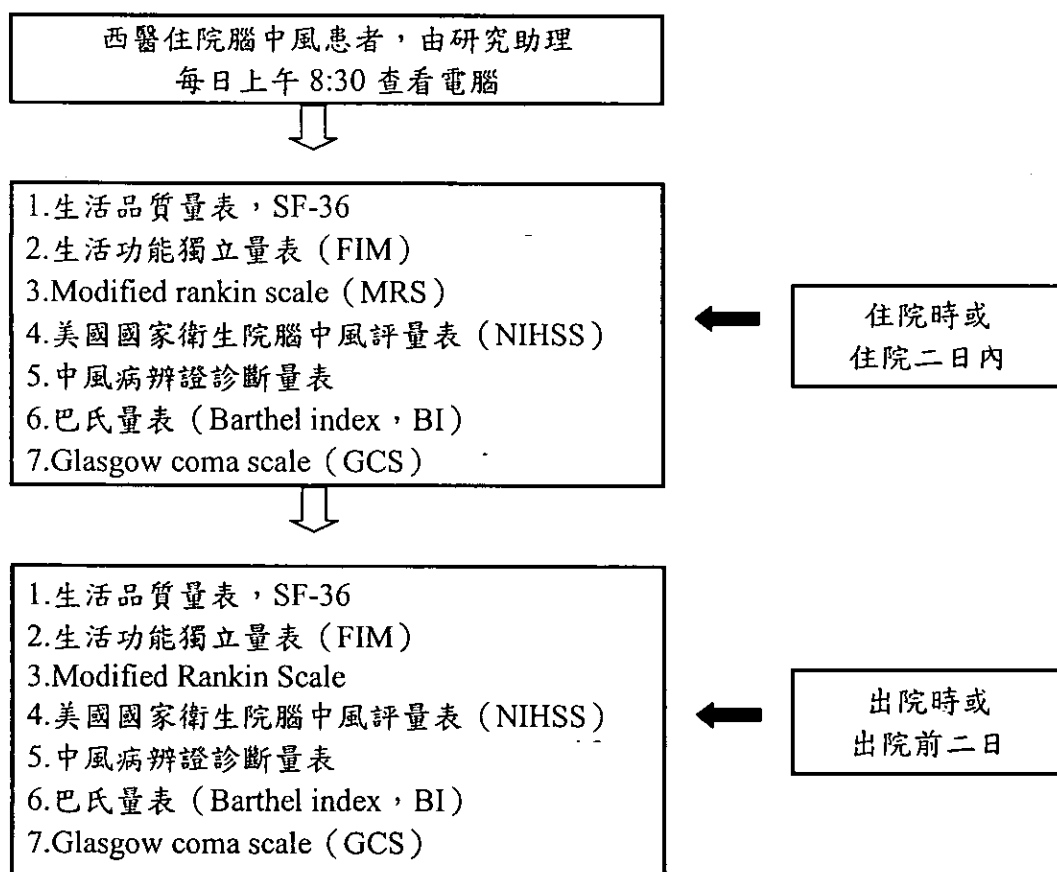 西醫住院腦中風患者，由研究助理
每日上午 8:30 查看電腦
1.生活品質量表，SF-36
2.生活功能獨立量表（FIM）
3.Modified rankin scale（MRS）
4.美國國家衛生院腦中風評量表（NIHSS）
5.中風病辨證診斷量表
6.巴氏量表（Barthel index，BI）
7.Glasgow coma scale（GCS）
住院時或
住院二日內
1.生活品質量表，SF-36
2.生活功能獨立量表（FIM）
3.Modified Rankin Scale
4.美國國家衛生院腦中風評量表（NIHSS）
5.中風病辨證診斷量表
6.巴氏量表（Barthel index，BI）
7.Glasgow coma scale（GCS）
出院時或
出院前二日